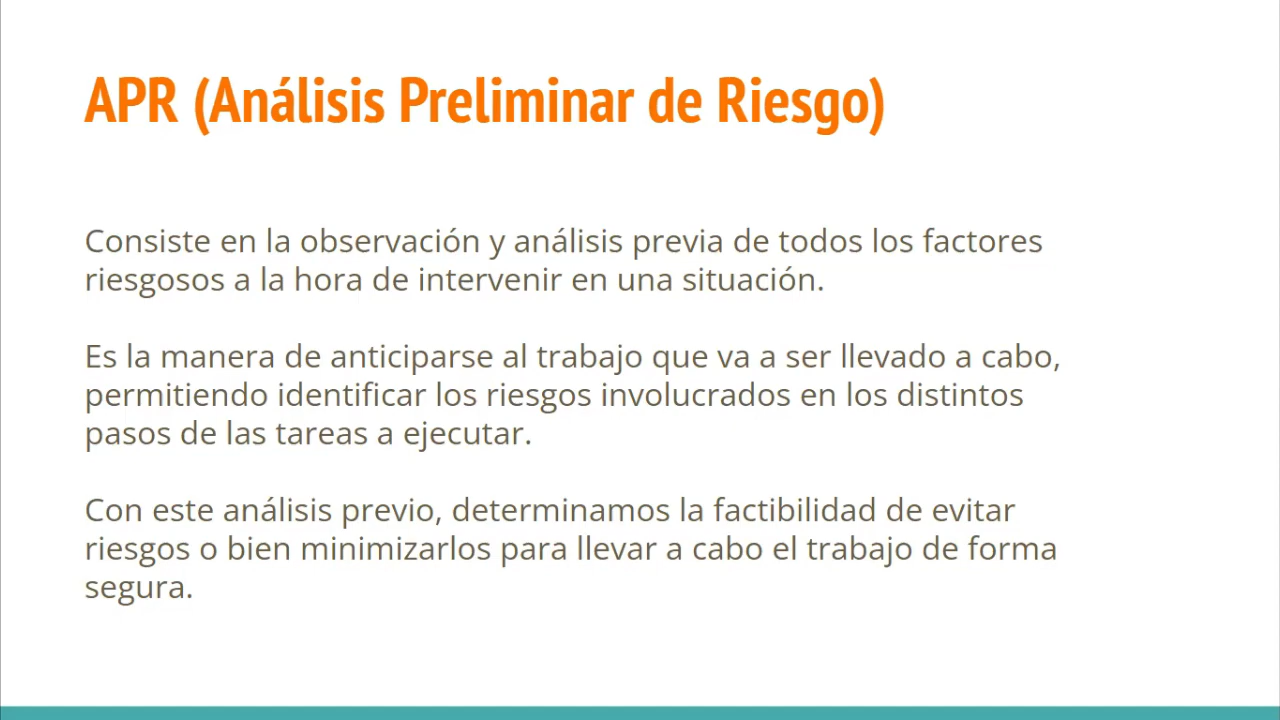 APR (Análisis Preliminar de Riesgo)
Consiste en la observación y análisis previa de todos los factores
riesgosos a la hora de intervenir en una situación.
Es la manera de anticiparse al trabajo que va a ser llevado a cabo,
permitiendo identificar los riesgos involucrados en los distintos
pasos de las tareas a ejecutar.
Con este análisis previo, determinamos la factibilidad de evitar
riesgos o bien minimizarlos para llevar a cabo el trabajo de forma
segura.